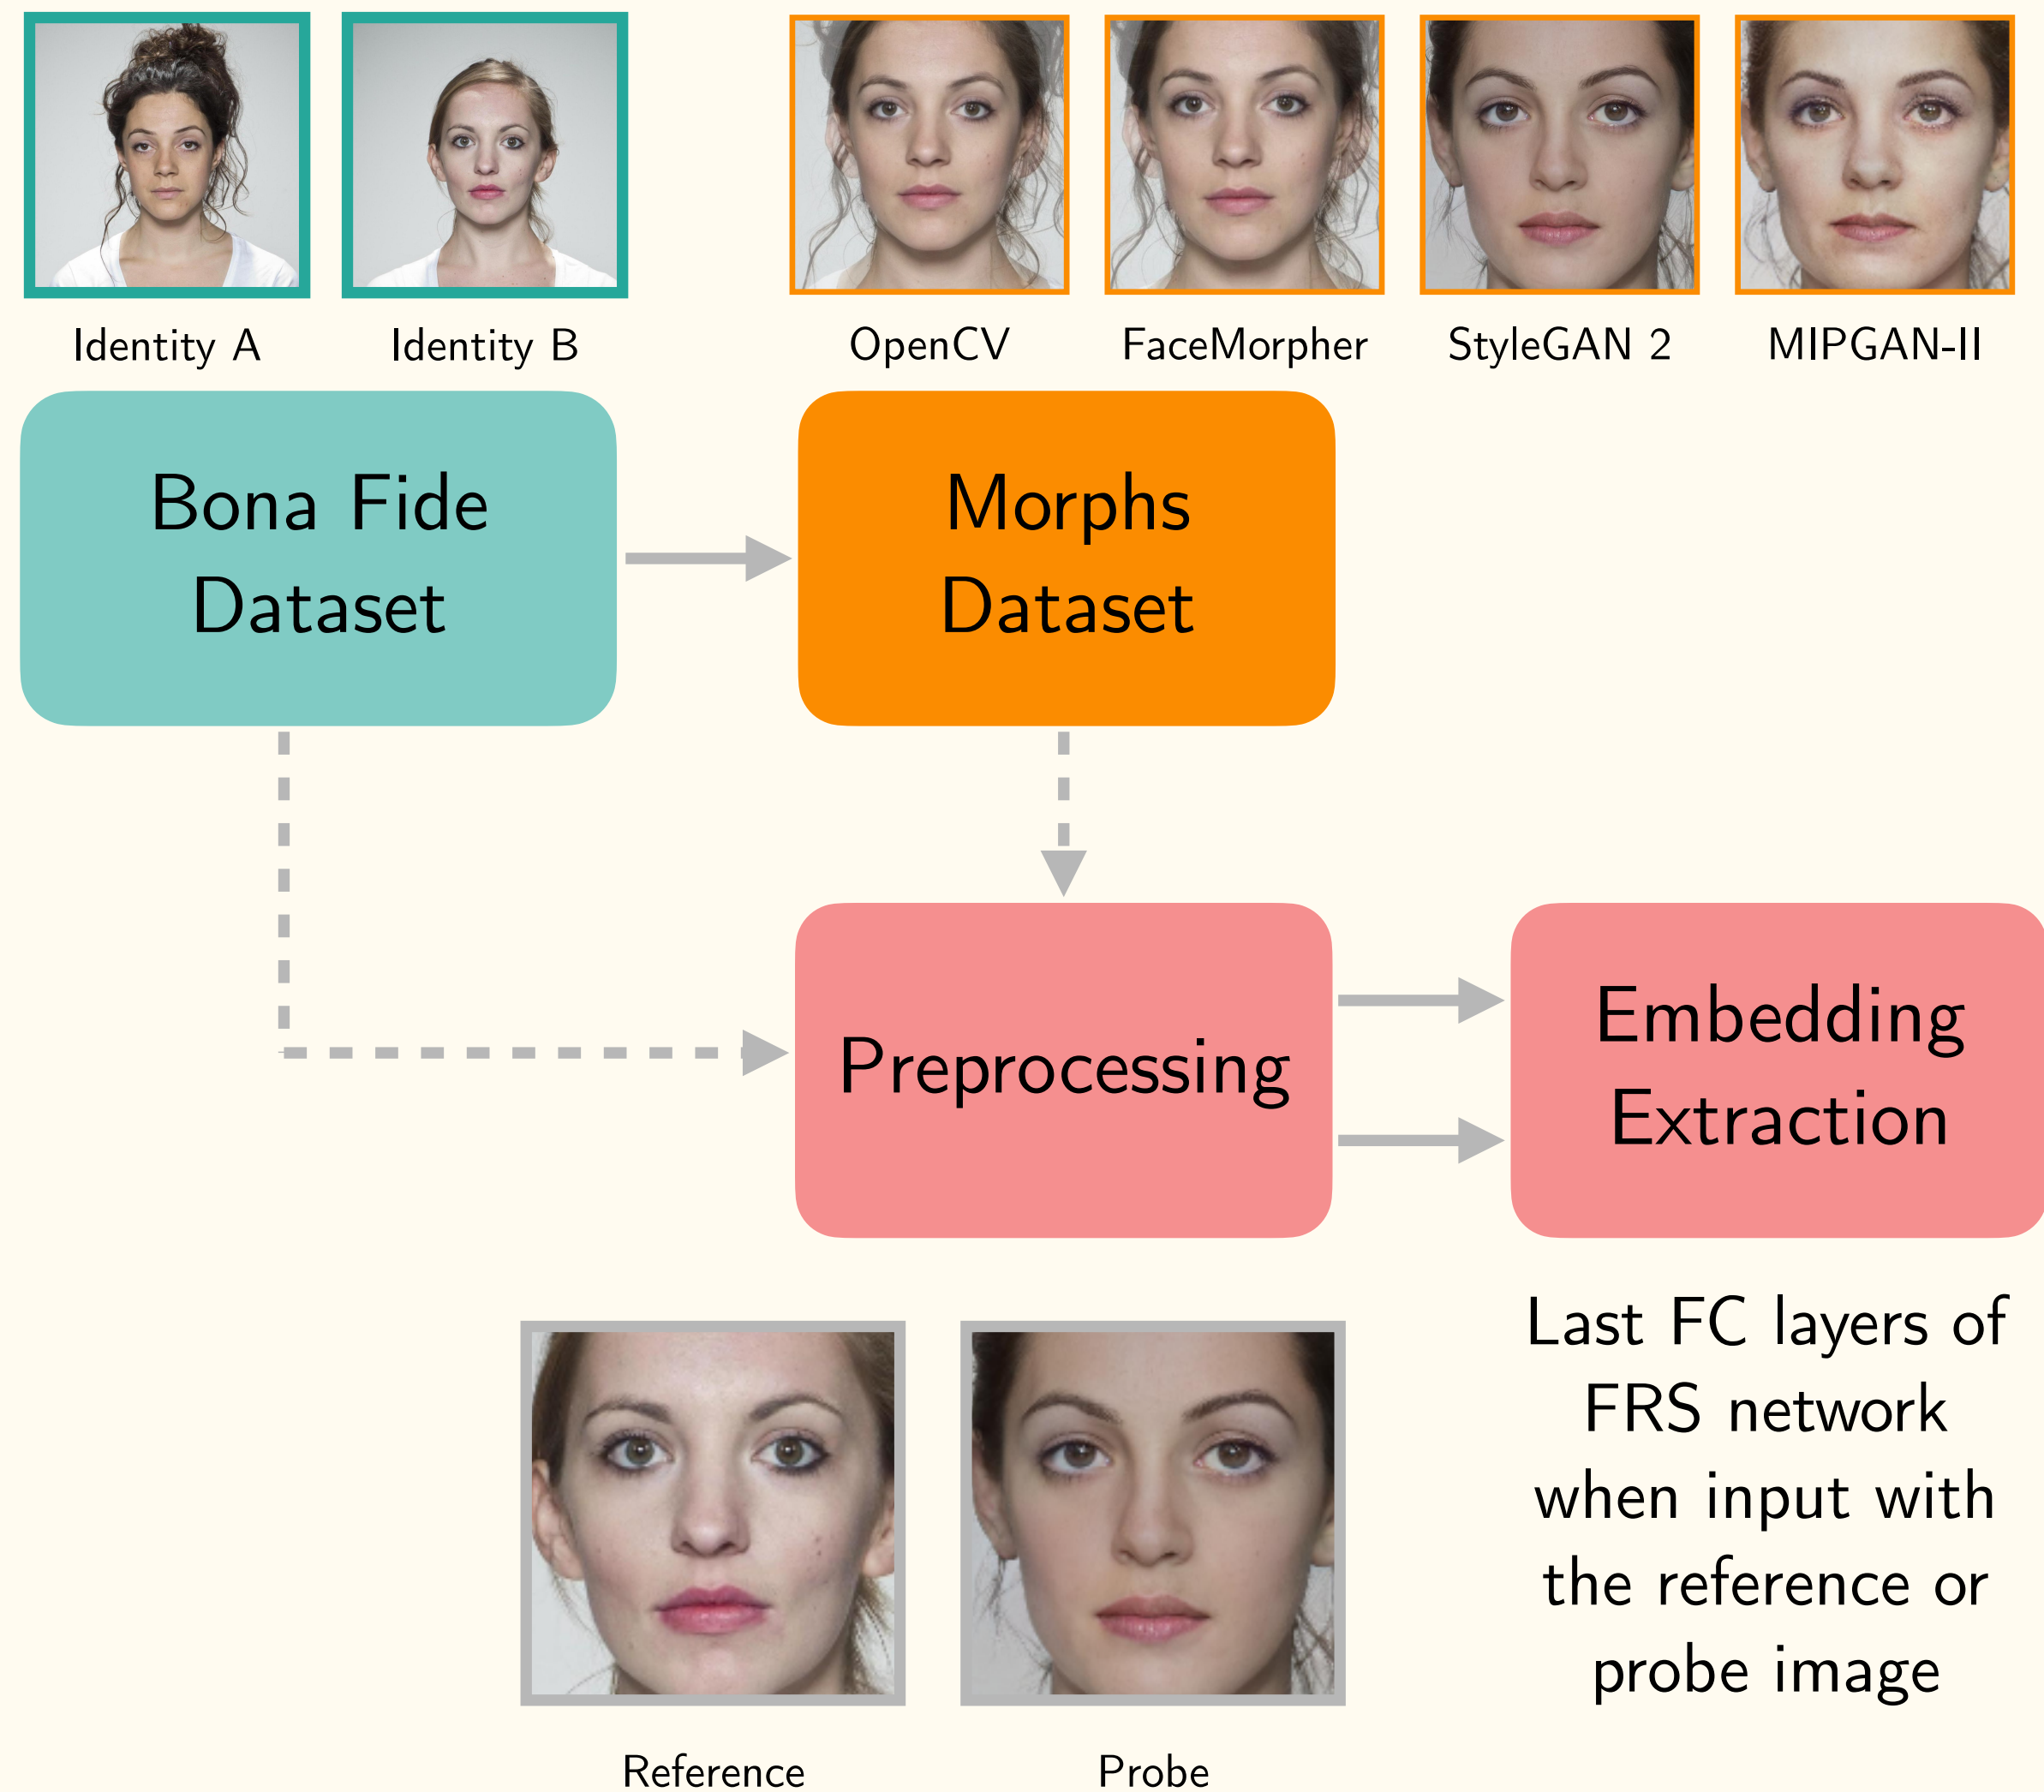 Identity A
Identity B
OpenCV
FaceMorpher
StyleGAN 2
MIPGAN-II
Bona Fide
Dataset
Morphs
Dataset
Preprocessing
Embedding
Extraction
Last FC layers of
FRS network
when input with
the reference or
probe image
Reference
Probe